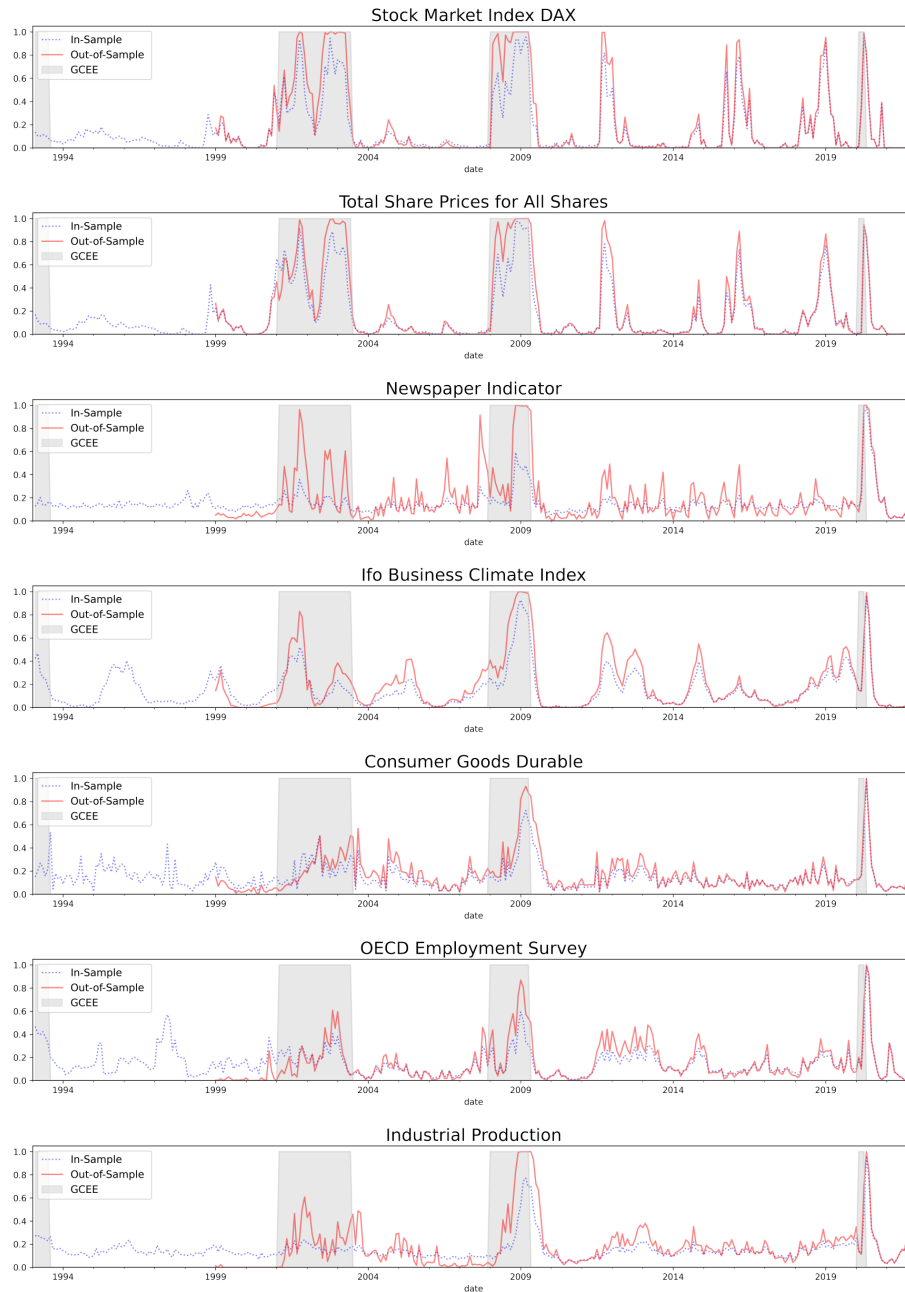 Stock Market Index DAX
1.0
0.8
0.6
0.4
0.2
0.0
In-Sample
Out-of-Sample
GCEE
1994 1999 2004 2009 2014 2019
date
Total Share Prices for All Shares
1.0
0.8
0.6
0.4
0.2
0.0
In-Sample
Out-of-Sample
GCEE
1994 1999 2004 2009 2014 2019
date
Newspaper Indicator
1.0
0.8
0.6
0.4
0.2
0.0
In-Sample
Out-of-Sample
GCEE
1994 1999 2004 2009 2014 2019
date
Ifo Business Climate Index
1.0
0.8
0.6
0.4
0.2
0.0
In-Sample
Out-of-Sample
GCEE
1994 1999 2004 2009 2014 2019
date
Consumer Goods Durable
1.0
0.8
0.6
0.4
0.2
0.0
In-Sample
Out-of-Sample
GCEE
1994 1999 2004 2009 2014 2019
date
OECD Employment Survey
1.0
0.8
0.6
0.4
0.2
0.0
In-Sample
Out-of-Sample
GCEE
1994 1999 2004 2009 2014 2019
date
Industrial Production
1.0
0.8
0.6
0.4
0.2
0.0
In-Sample
Out-of-Sample
GCEE
1994 1999 2004 2009 2014 2019
date